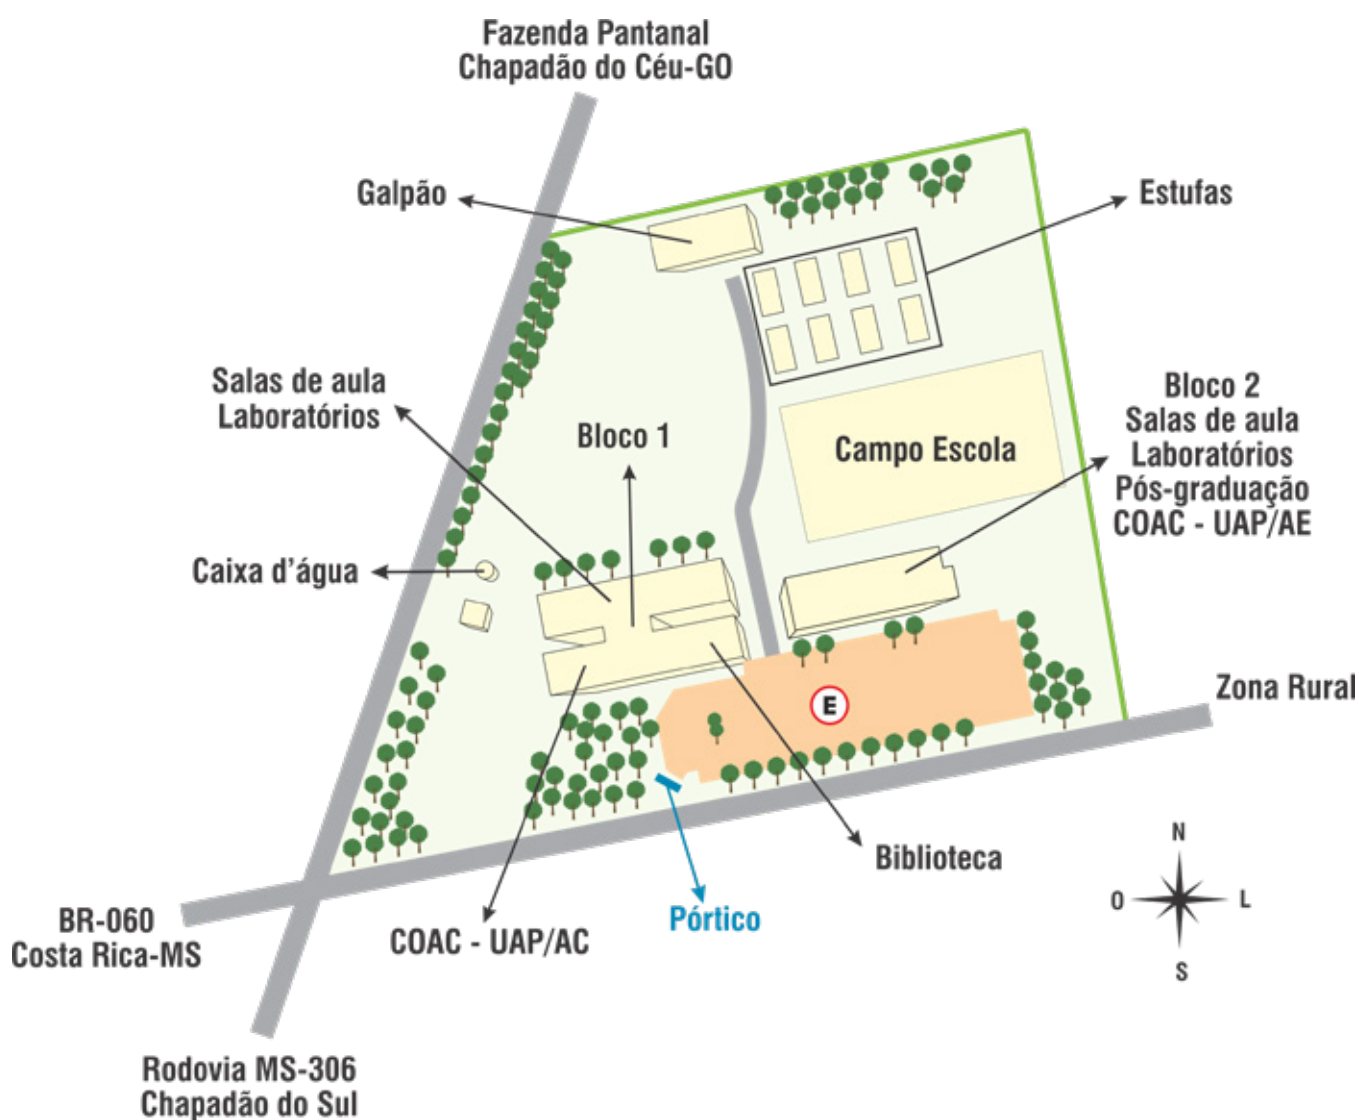 Fazenda Pantanal
Chapadão do Céu-GO
Galpão
Estufas
Salas de aula
Laboratórios
Bloco 1
Campo Escola
Bloco 2
Salas de aula
Laboratórios
Pós-graduação
COAC - UAP/AE
Caixa d'água
Zona Rural
E
Biblioteca
Pórtico
COAC - UAP/AC
BR-060
Costa Rica-MS
Rodovia MS-306
Chapadão do Sul
N
O
L
S